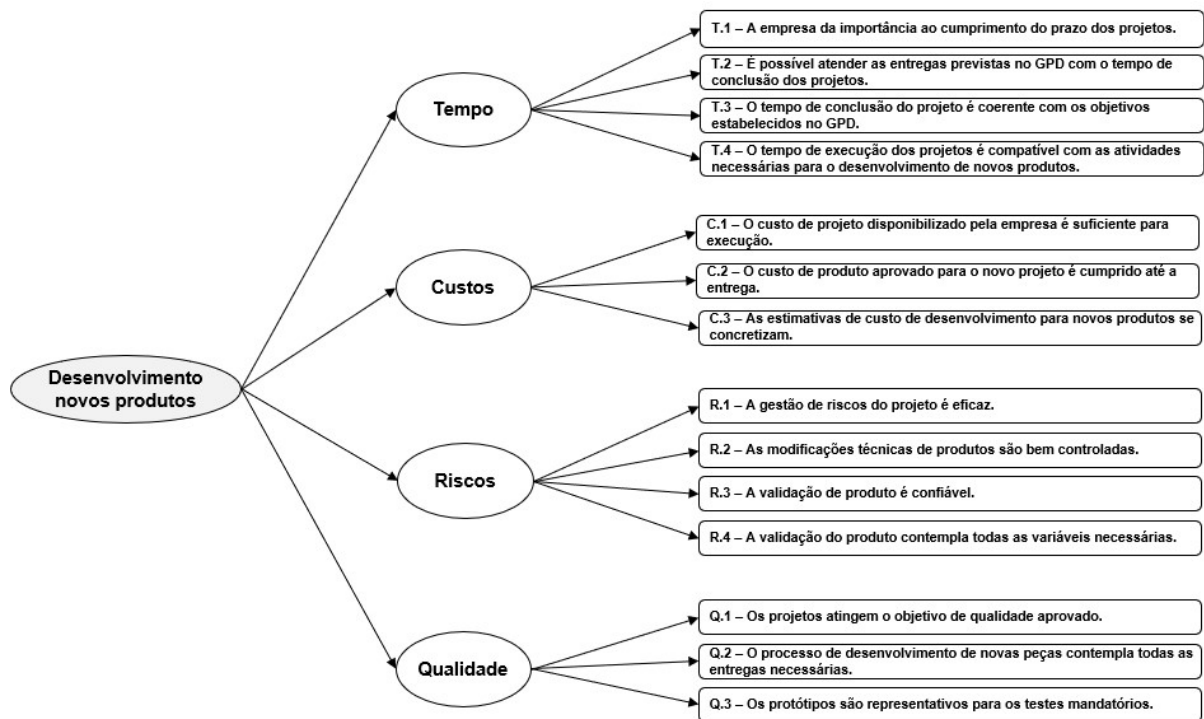 Desenvolvimento
novos produtos
Tempo
T.1 – A empresa da importância ao cumprimento do prazo dos projetos.
T.2 – É possível atender as entregas previstas no GPD com o tempo de
conclusão dos projetos.
T.3 – O tempo de conclusão do projeto é coerente com os objetivos
estabelecidos no GPD.
T.4 – O tempo de execução dos projetos é compatível com as atividades
necessárias para o desenvolvimento de novos produtos.
Custos
C.1 – O custo de projeto disponibilizado pela empresa é suficiente para
execução.
C.2 – O custo de produto aprovado para o novo projeto é cumprido até a
entrega.
C.3 – As estimativas de custo de desenvolvimento para novos produtos se
concretizam.
Riscos
R.1 – A gestão de riscos do projeto é eficaz.
R.2 – As modificações técnicas de produtos são bem controladas.
R.3 – A validação de produto é confiável.
R.4 – A validação do produto contempla todas as variáveis necessárias.
Qualidade
Q.1 – Os projetos atingem o objetivo de qualidade aprovado.
Q.2 – O processo de desenvolvimento de novas peças contempla todas as
entregas necessárias.
Q.3 – Os protótipos são representativos para os testes mandatórios.